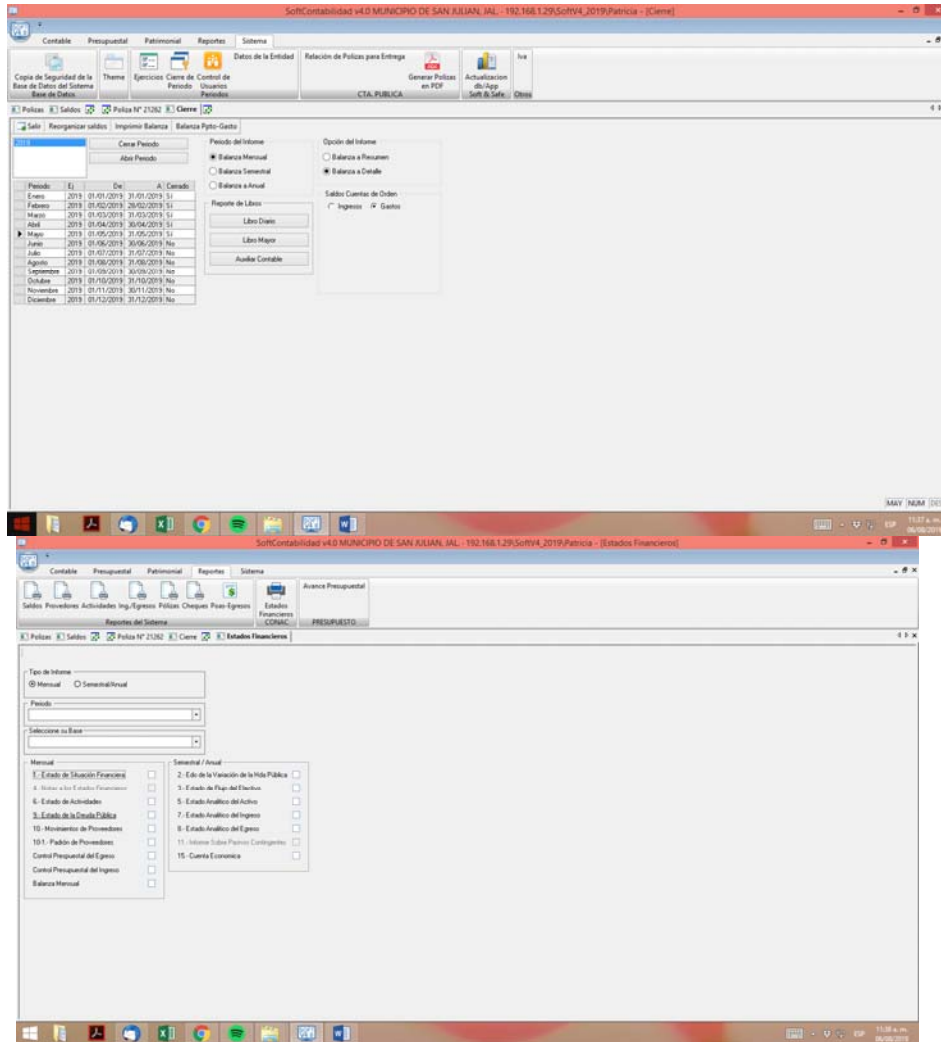 SoftContabilidad v4.0 MUNICIPIO DE SAN JULIAN, JAL. - 192.168.1.29\SoftV4_2019\Patricia - [Cierre]
Contable Presupuestal Patrimonial Reportes Sistema
Copia de Seguridad de la Base de Datos del Sistema
Theme
Ejercicios
Cierre de Periodo
Control de Usuarios
Datos de la Entidad
Relación de Polizas para Entrega
Generar Polizas en PDF
Actualizacion db/App
Iva
Base de Datos Periodos CTA. PUBLICA Soft & Safe Otros
Polizas Saldos Poliza N° 21262 Cierre
Salir Reorganizar saldos Imprimir Balanza Balanza Ppto-Gasto
2019
Cerrar Periodo
Abrir Periodo
Periodo del Informe
Balanza Mensual
Balanza Semestral
Balanza a Anual
Opción del Informe
Balanza a Resumen
Balanza a Detalle
Saldos Cuentas de Orden
Ingresos Gastos
Reporte de Libros
Libro Diario
Libro Mayor
Auxiliar Contable
Periodo Ej De A Cerrado
Enero 2019 01/01/2019 31/01/2019 Si
Febrero 2019 01/02/2019 28/02/2019 Si
Marzo 2019 01/03/2019 31/03/2019 Si
Abril 2019 01/04/2019 30/04/2019 Si
Mayo 2019 01/05/2019 31/05/2019 Si
Junio 2019 01/06/2019 30/06/2019 No
Julio 2019 01/07/2019 31/07/2019 No
Agosto 2019 01/08/2019 31/08/2019 No
Septiembre 2019 01/09/2019 30/09/2019 No
Octubre 2019 01/10/2019 31/10/2019 No
Noviembre 2019 01/11/2019 30/11/2019 No
Diciembre 2019 01/12/2019 31/12/2019 No
MAY NUM DES
ESP 11:37 a. m.
06/08/2019
SoftContabilidad v4.0 MUNICIPIO DE SAN JULIAN, JAL. - 192.168.1.29\SoftV4_2019\Patricia - [Estados Financieros]
Contable Presupuestal Patrimonial Reportes Sistema
Saldos Provedores Actividades Ing./Egresos Pólizas Cheques Poas-Egresos
Estados Financieros
Avance Presupuestal
Reportes del Sistema CONAC PRESUPUESTO
Polizas Saldos Poliza N° 21262 Cierre Estados Financieros
Tipo de Informe
Mensual Semestral/Anual
Periodo
Seleccione su Base
Mensual
1.- Estado de Situación Financiera
4.- Notas a los Estados Financieros
6.- Estado de Actividades
9.- Estado de la Deuda Pública
10.- Movimientos de Proveedores
10.1.- Padrón de Proveedores
Control Presupuestal del Egreso
Control Presupuestal del Ingreso
Balanza Mensual
Semestral / Anual
2.- Edo de la Variación de la Hda Pública
3.- Estado de Flujo del Efectivo
5.- Estado Analítico del Activo
7.- Estado Analítico del Ingreso
8.- Estado Analítico del Egreso
11.- Informe Sobre Pasivos Contingentes
15.- Cuenta Economica
ESP 11:38 a. m.
06/08/2019